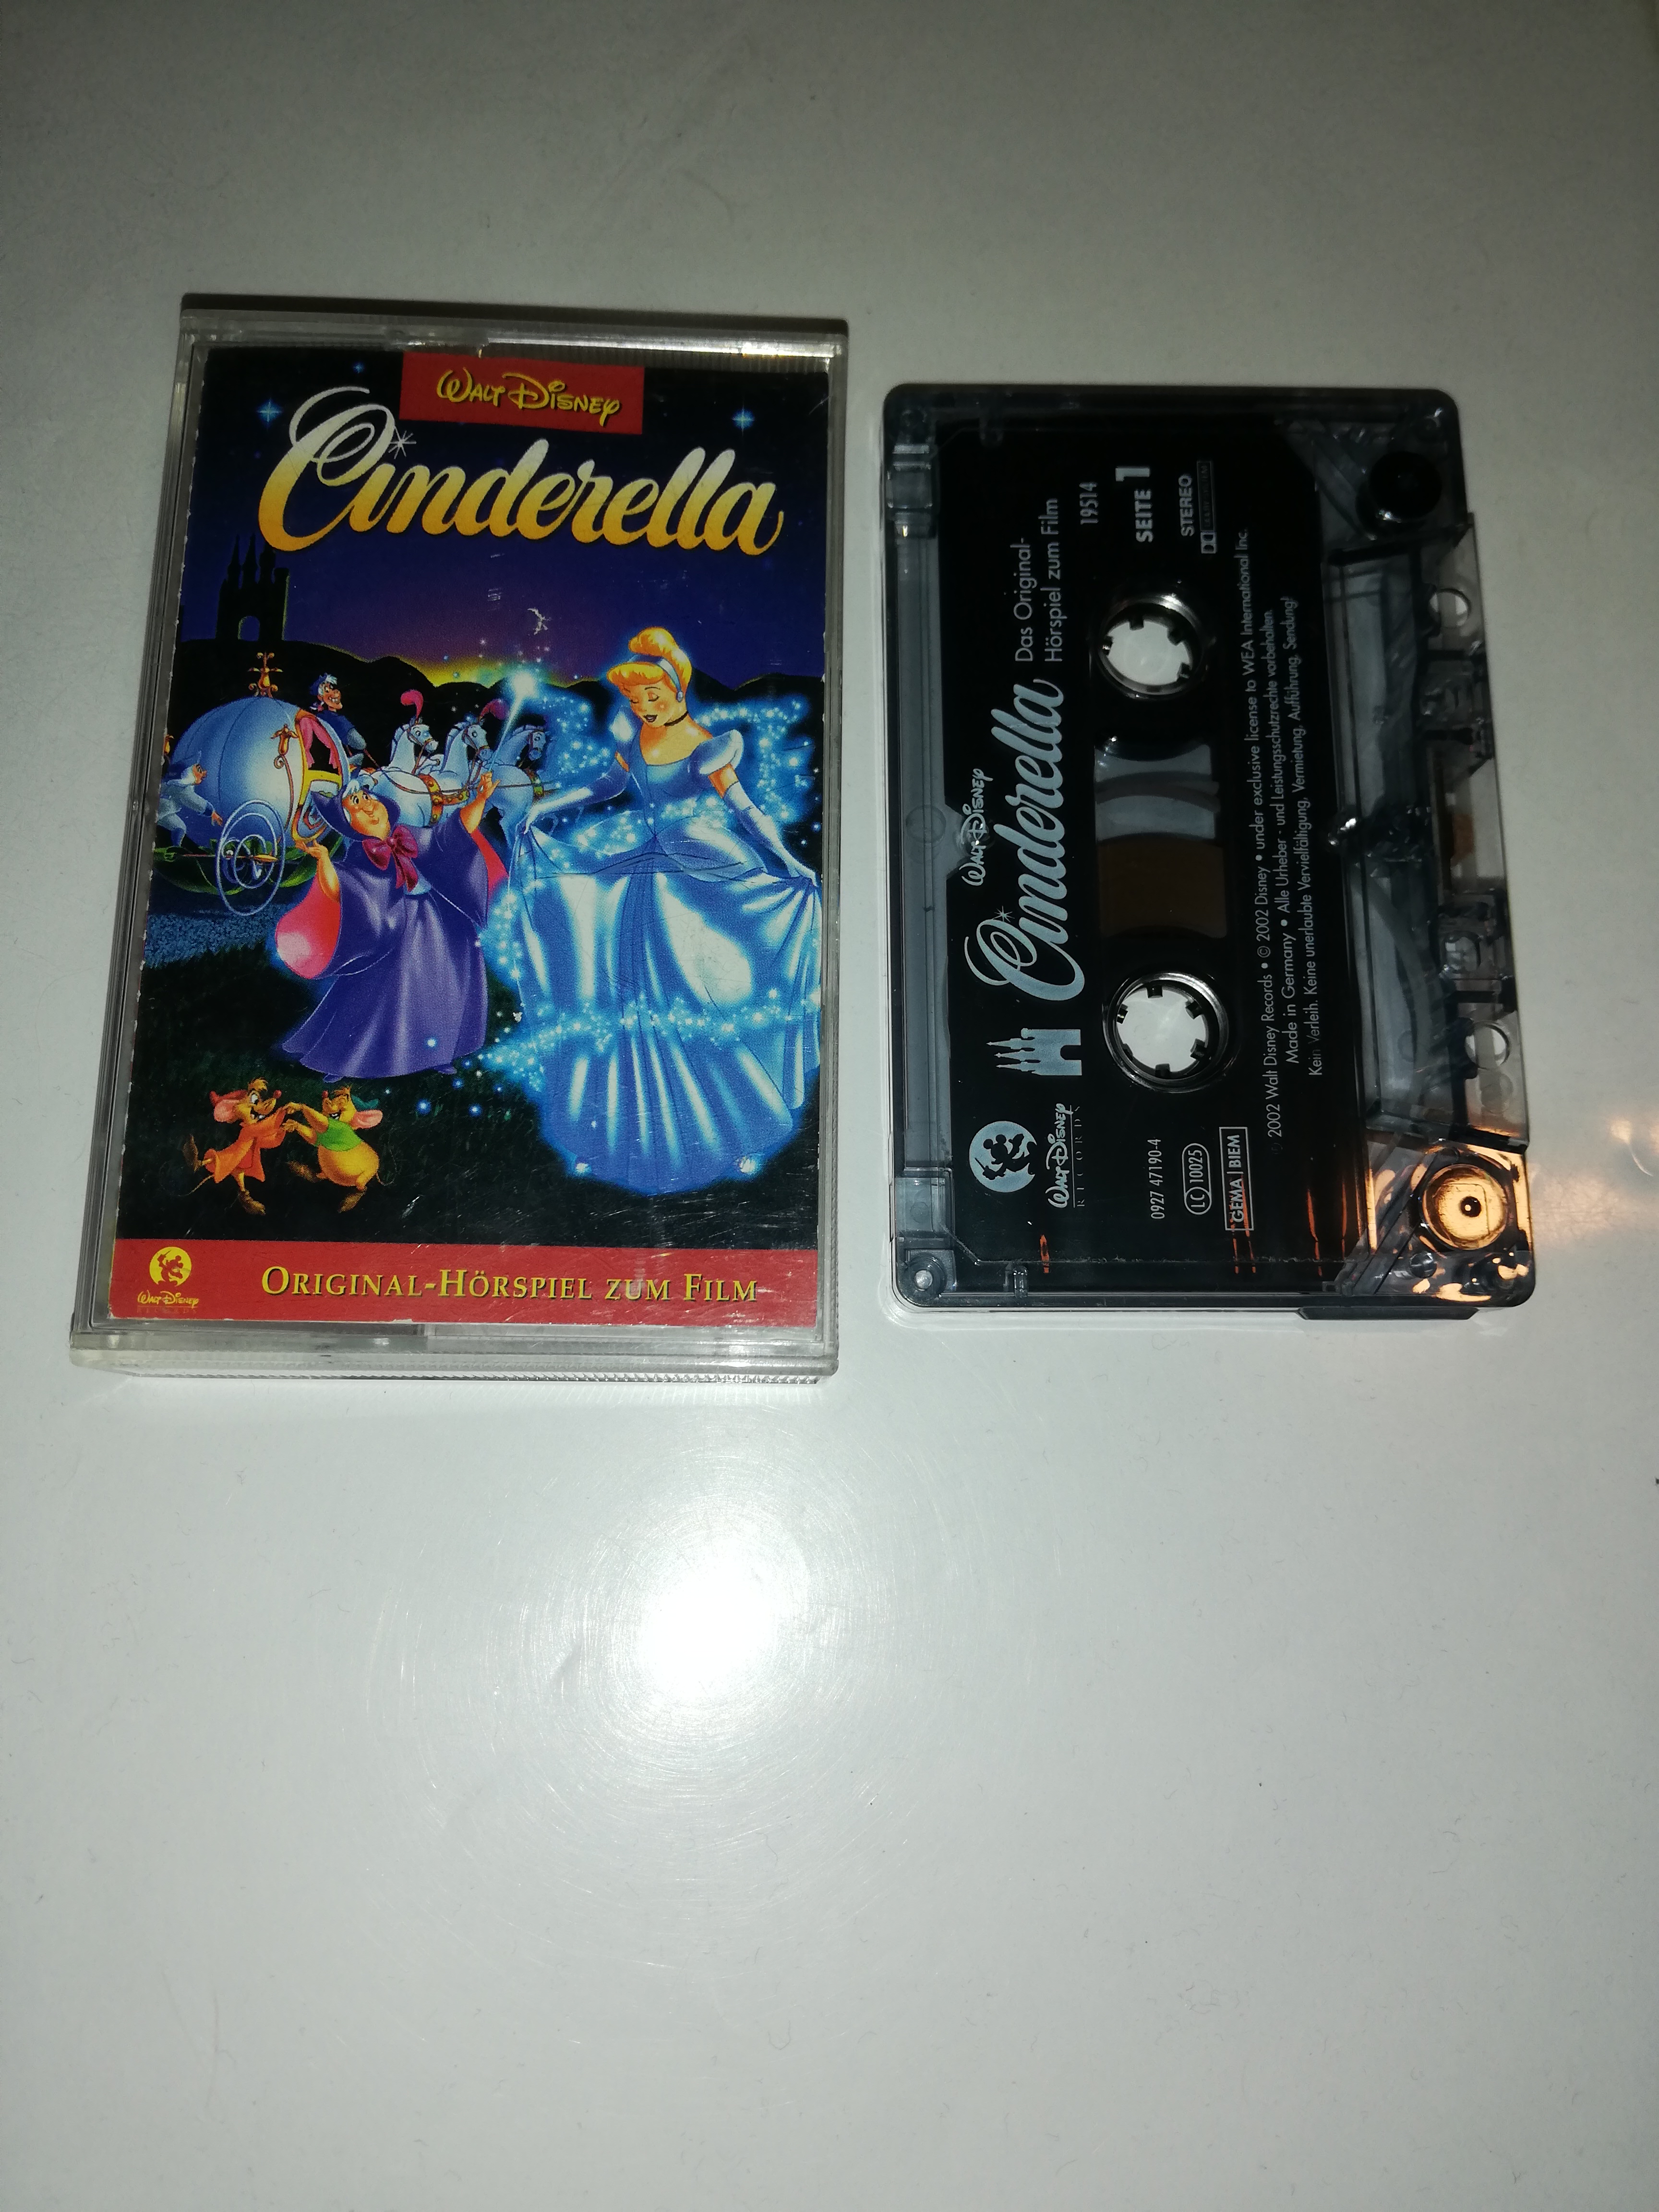 WALT DISNEY
Cinderella
WALT DISNEY
ORIGINAL-HÖRSPIEL ZUM FILM
WALT DISNEY
Cinderella
Das Original-
Hörspiel zum Film
19514
SEITE 1
STEREO
WALT DISNEY
RECORDS
0927 47190-4
LC 10025
GEMA | BIEM
2002 Walt Disney Records • © 2002 Disney • under exclusive license to WEA International Inc.
Made in Germany • Alle Urheber - und Leistungsschutzrechte vorbehalten.
Kein Verleih. Keine unerlaubte Vervielfältigung, Vermietung, Aufführung, Sendung!